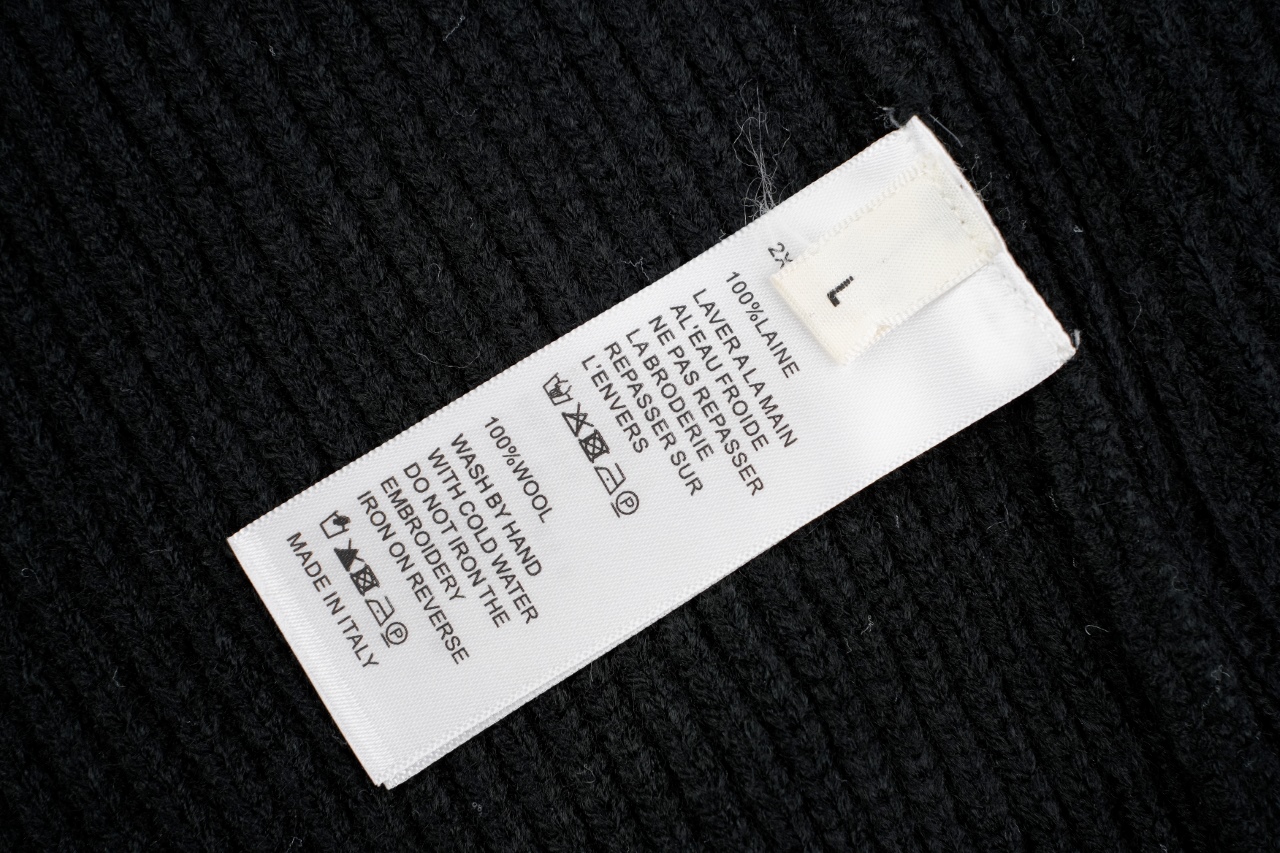 L
2X
100%LAINE
LAVER A LA MAIN
A L'EAU FROIDE
NE PAS REPASSER
LA BRODERIE
REPASSER SUR
L'ENVERS
P
100%WOOL
WASH BY HAND
WITH COLD WATER
DO NOT IRON THE
EMBROIDERY
IRON ON REVERSE
P
MADE IN ITALY